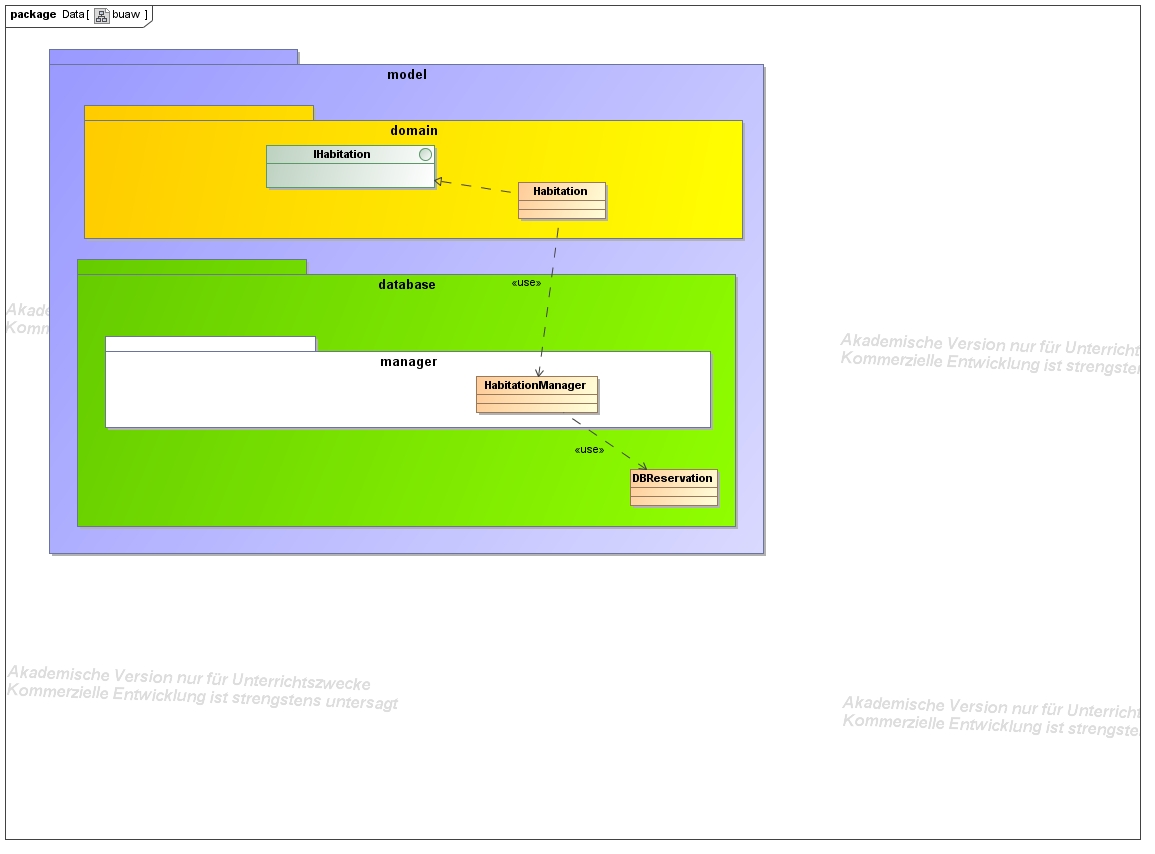 package Data[ buaw ]
model
domain
IHabitation
Habitation
database
«use»
Akade
Komm
manager
Akademische Version nur für Unterricht
Kommerzielle Entwicklung ist strengste
HabitationManager
«use»
DBReservation
Akademische Version nur für Unterrichtszwecke
Kommerzielle Entwicklung ist strengstens untersagt
Akademische Version nur für Unterricht
Kommerzielle Entwicklung ist strengste